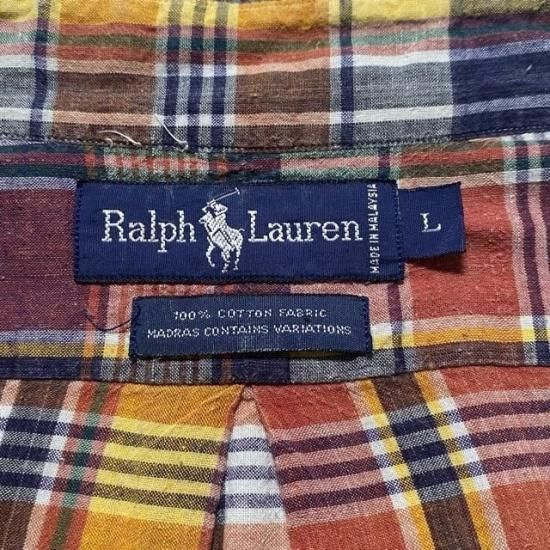 Ralph Lauren
MADE IN MALAYSIA
L
100% COTTON FABRIC
MADRAS CONTAINS VARIATIONS